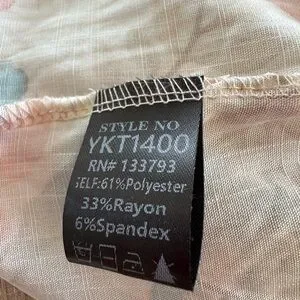 STYLE NO
YKT1400
RN# 133793
SELF:61%Polyester
33%Rayon
6%Spandex